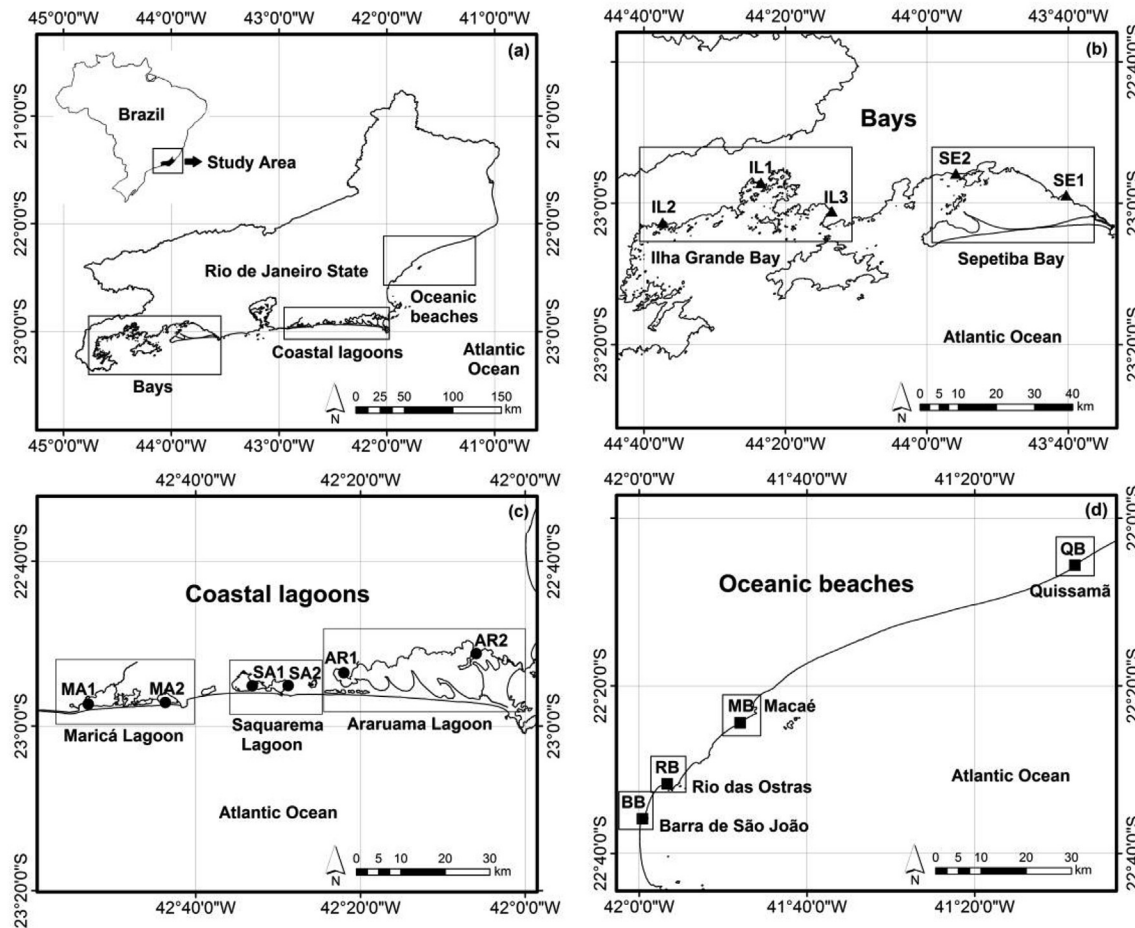 45°0'0"W 44°0'0"W 43°0'0"W 42°0'0"W 41°0'0"W
(a)
Brazil
Study Area
21°0'0"S
22°0'0"S
23°0'0"S
Rio de Janeiro State
Oceanic
beaches
Coastal lagoons
Atlantic
Ocean
Bays
N
0 25 50 100 150
km
45°0'0"W 44°0'0"W 43°0'0"W 42°0'0"W 41°0'0"W
44°40'0"W 44°20'0"W 44°0'0"W 43°40'0"W
(b)
22°40'0"S
23°0'0"S
23°20'0"S
Bays
IL1
SE2
IL2
IL3
SE1
Ilha Grande Bay
Sepetiba Bay
Atlantic Ocean
N
0 5 10 20 30 40
km
22°40'0"S
23°0'0"S
23°20'0"S
44°40'0"W 44°20'0"W 44°0'0"W 43°40'0"W
42°40'0"W 42°20'0"W 42°0'0"W
(c)
22°40'0"S
23°0'0"S
23°20'0"S
Coastal lagoons
AR2
AR1
SA1 SA2
MA1 MA2
Maricá Lagoon
Saquarema
Lagoon
Araruama Lagoon
Atlantic Ocean
N
0 5 10 20 30
km
42°40'0"W 42°20'0"W 42°0'0"W
42°0'0"W 41°40'0"W 41°20'0"W
(d)
22°0'0"S
22°20'0"S
22°40'0"S
QB
Quissamã
Oceanic beaches
MB Macaé
RB
Rio das Ostras
BB
Barra de São João
Atlantic Ocean
N
0 5 10 20 30
km
22°0'0"S
22°20'0"S
22°40'0"S
42°0'0"W 41°40'0"W 41°20'0"W